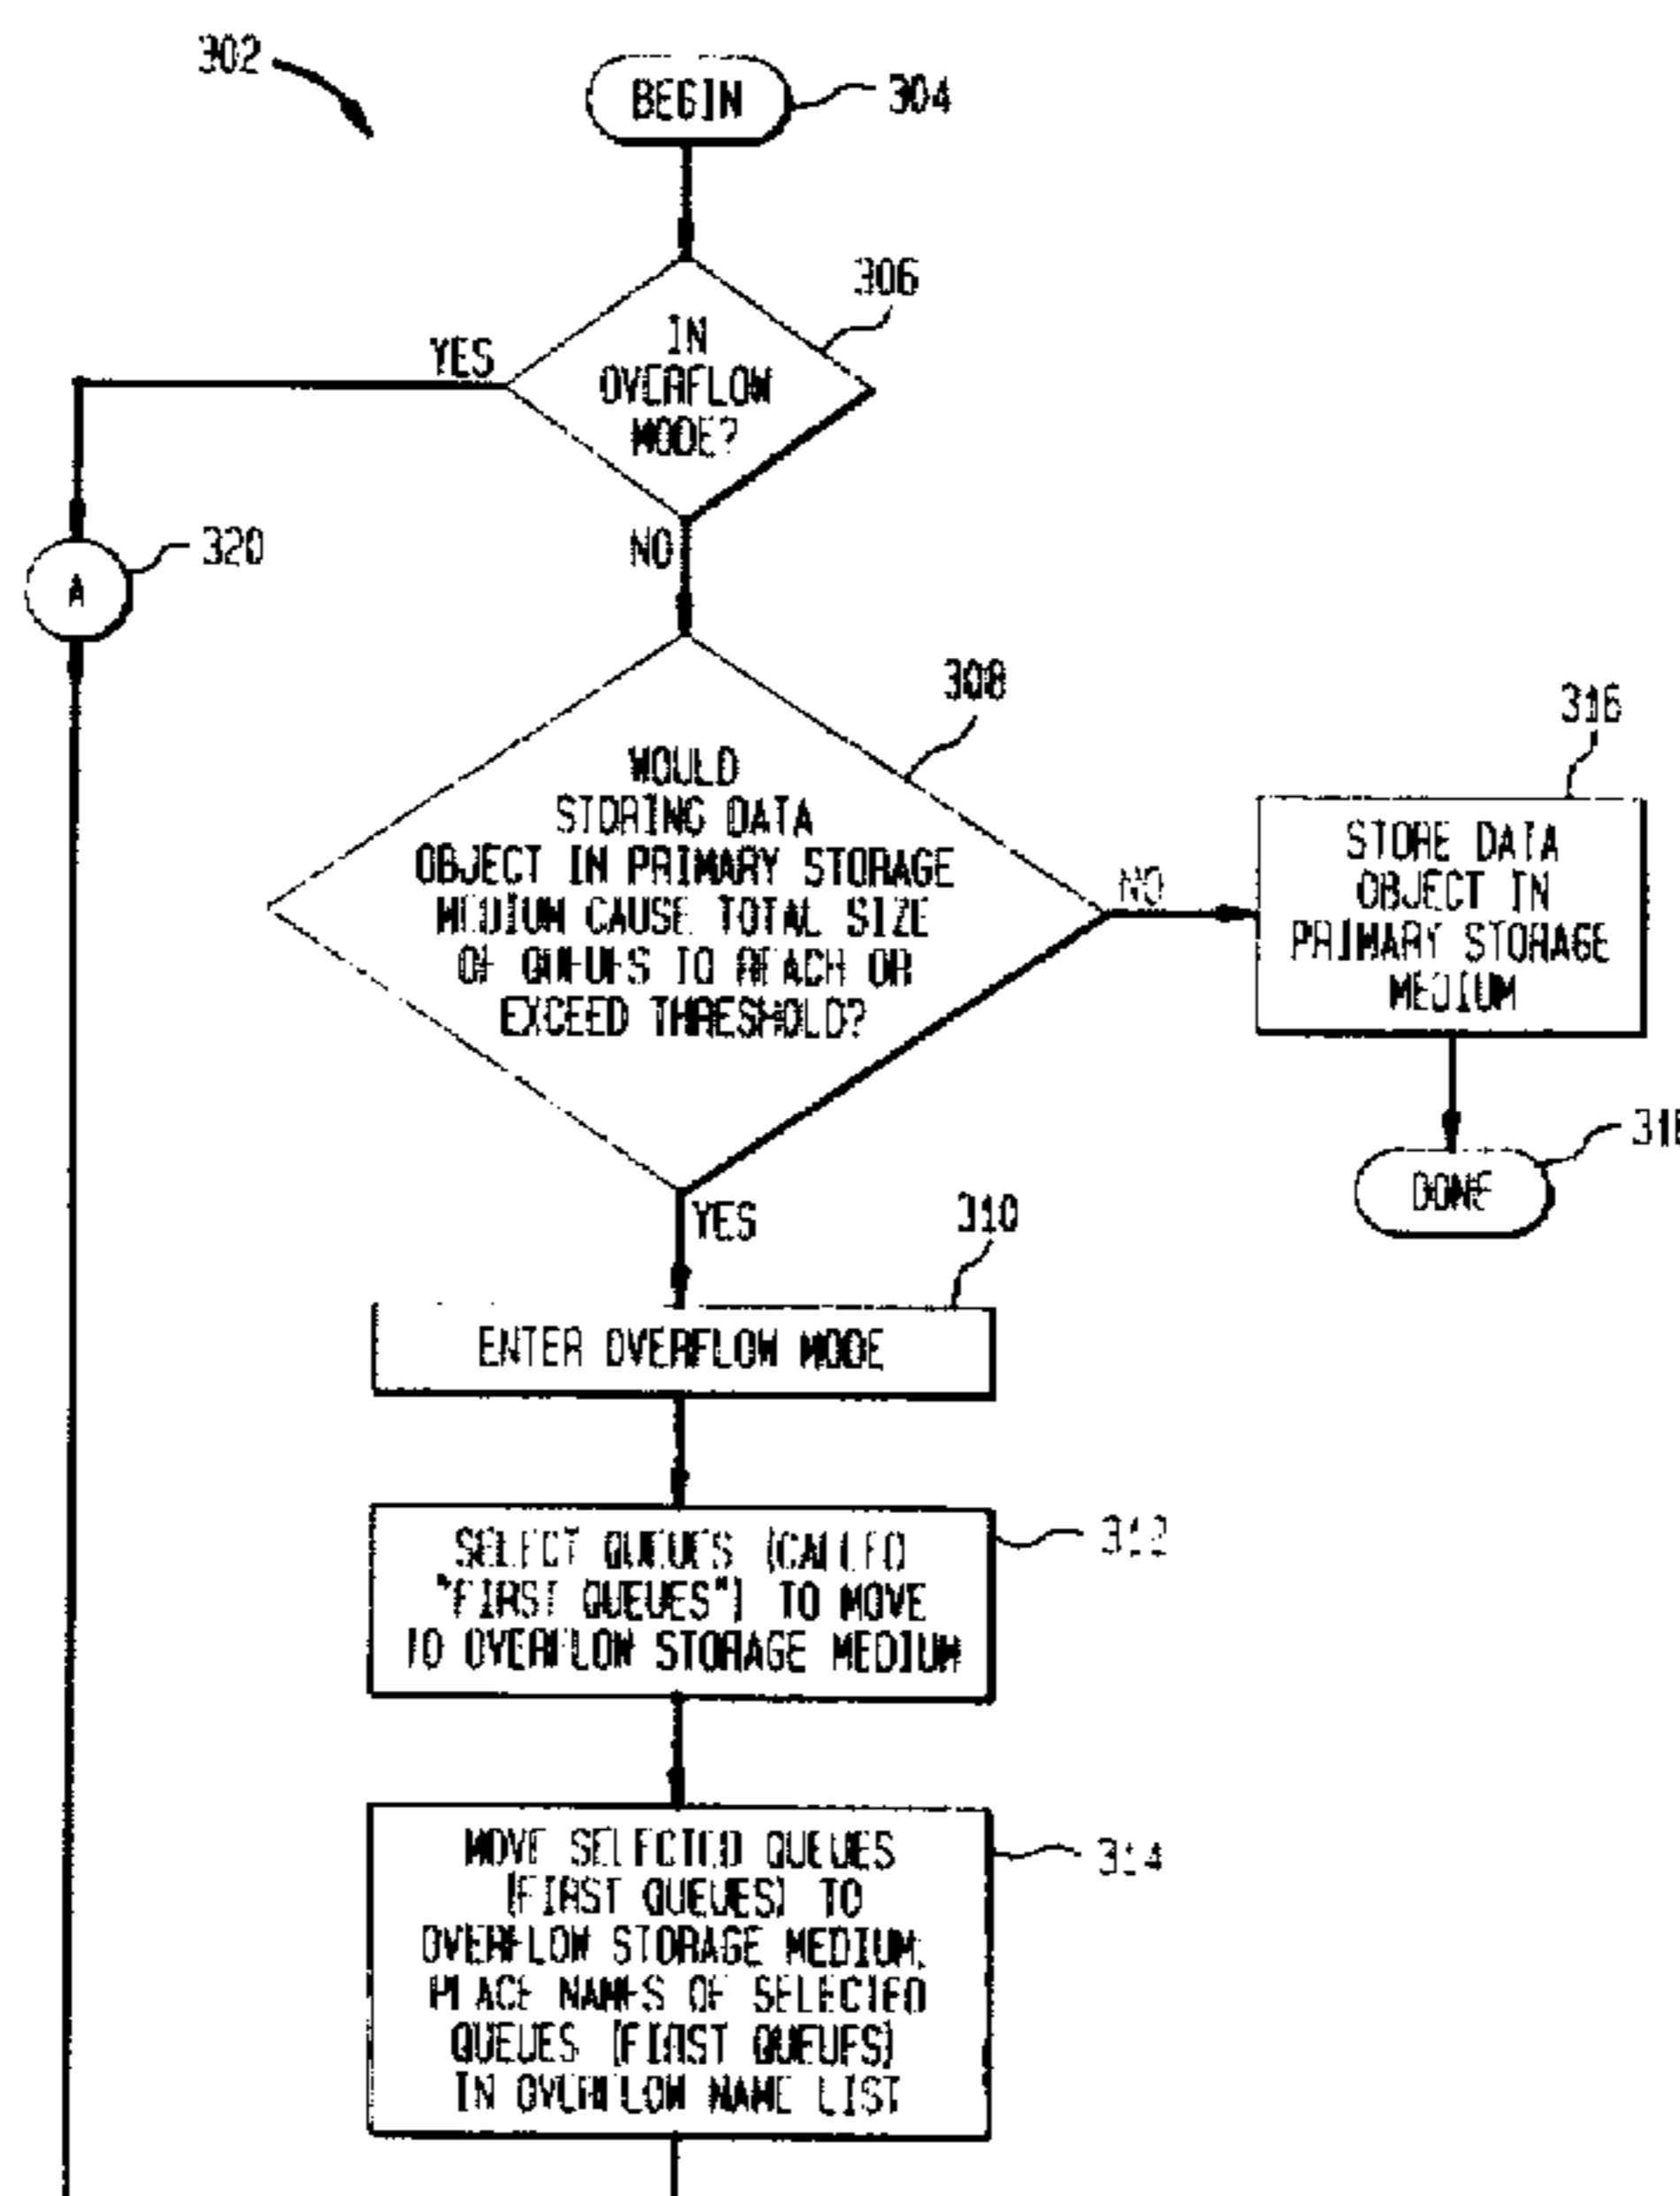 302
BEGIN
304
306
IN
OVERFLOW
MODE?
YES
NO
A
320
308
WOULD
STORING DATA
OBJECT IN PRIMARY STORAGE
MEDIUM CAUSE TOTAL SIZE
OF QUEUES TO REACH OR
EXCEED THRESHOLD?
NO
316
STORE DATA
OBJECT IN
PRIMARY STORAGE
MEDIUM
DONE
YES
310
ENTER OVERFLOW MODE
312
SELECT QUEUES (CALLED
"FIRST QUEUES") TO MOVE
TO OVERFLOW STORAGE MEDIUM
314
MOVE SELECTED QUEUES
(FIRST QUEUES) TO
OVERFLOW STORAGE MEDIUM.
PLACE NAMES OF SELECTED
QUEUES (FIRST QUEUES)
IN OVERFLOW NAME LIST